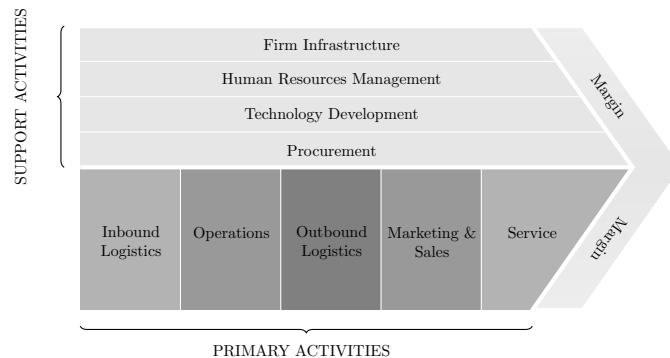 SUPPORT ACTIVITIES
Firm Infrastructure
Human Resources Management
Technology Development
Procurement
Margin
Inbound
Logistics
Operations
Outbound
Logistics
Marketing &
Sales
Service
Margin
PRIMARY ACTIVITIES